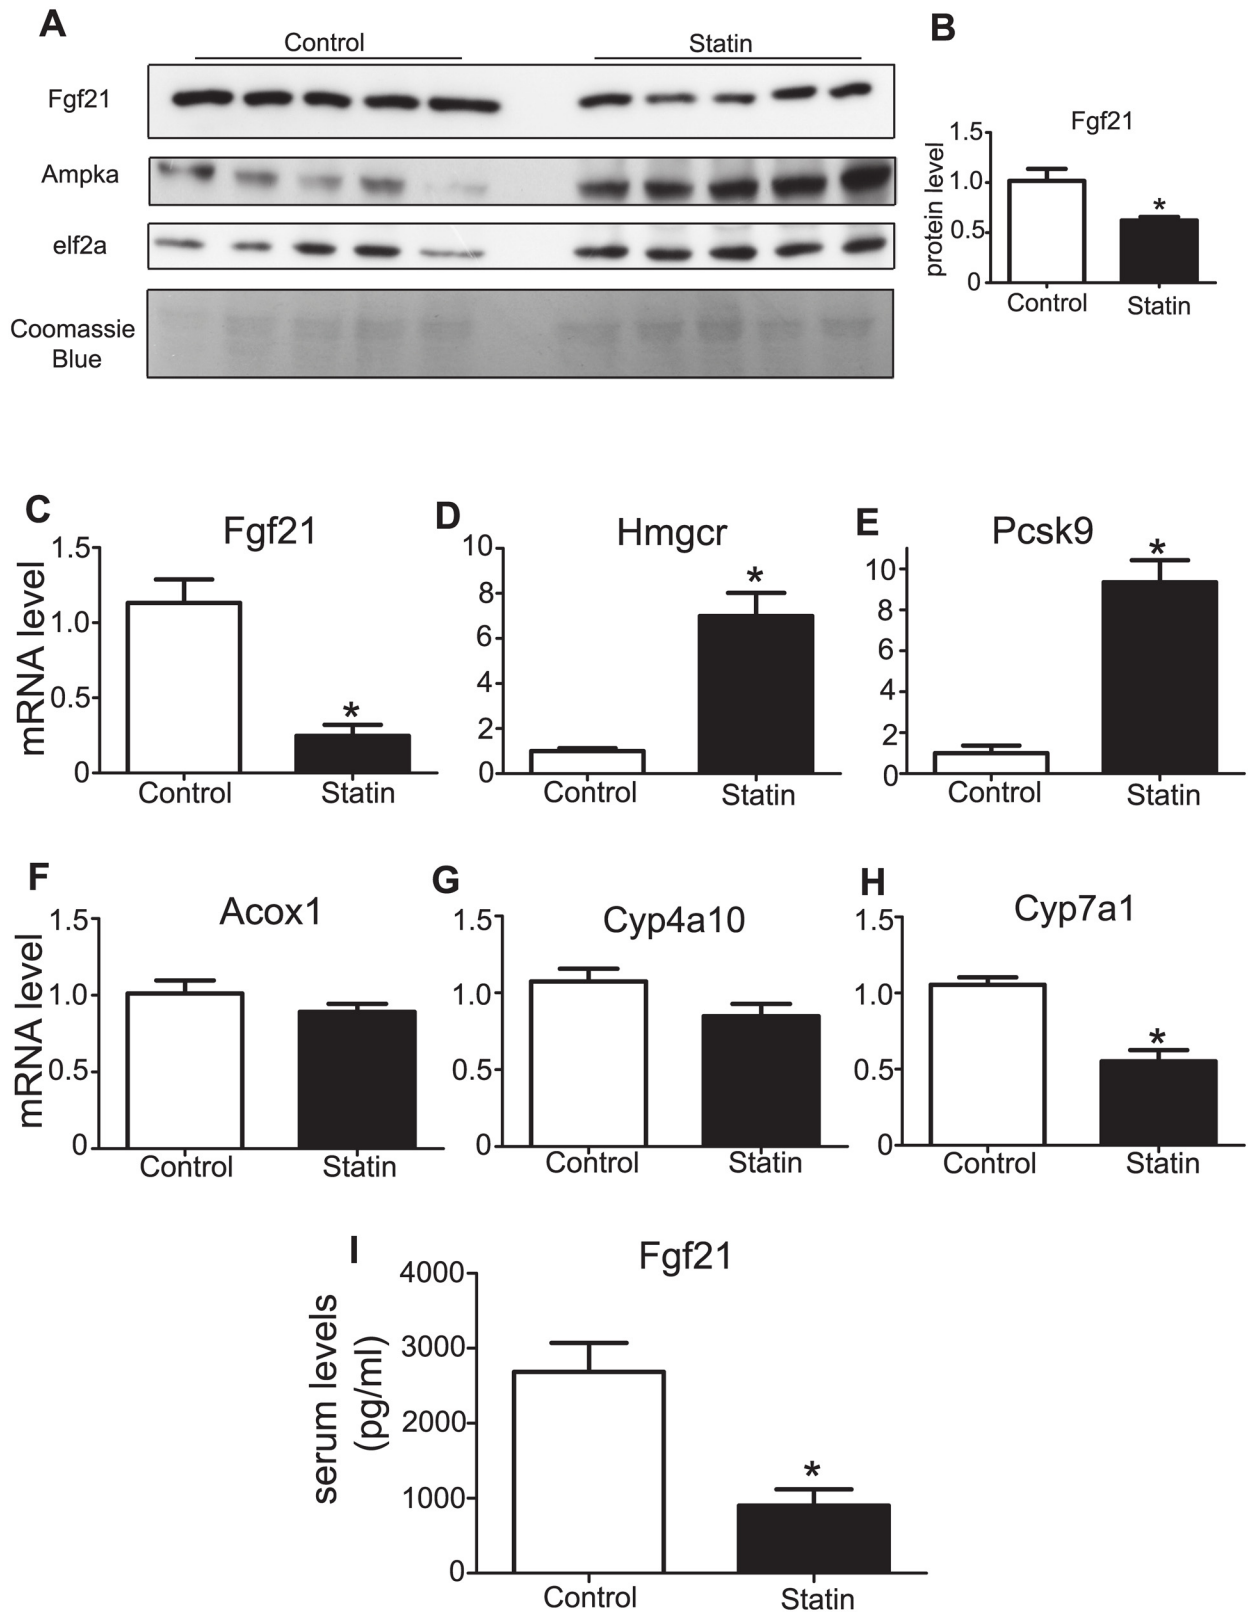 A
Control
Statin
Fgf21
Ampka
eIf2a
Coomassie
Blue
B
Fgf21
protein level
1.5
1.0
0.5
0
Control
Statin
*
C
Fgf21
mRNA level
1.5
1.0
0.5
0
Control
Statin
*
D
Hmgcr
10
8
6
4
2
0
Control
Statin
*
E
Pcsk9
10
8
6
4
2
0
Control
Statin
*
F
Acox1
mRNA level
1.5
1.0
0.5
0
Control
Statin
G
Cyp4a10
1.5
1.0
0.5
0
Control
Statin
H
Cyp7a1
1.5
1.0
0.5
0
Control
Statin
*
I
Fgf21
serum levels
(pg/ml)
4000
3000
2000
1000
0
Control
Statin
*